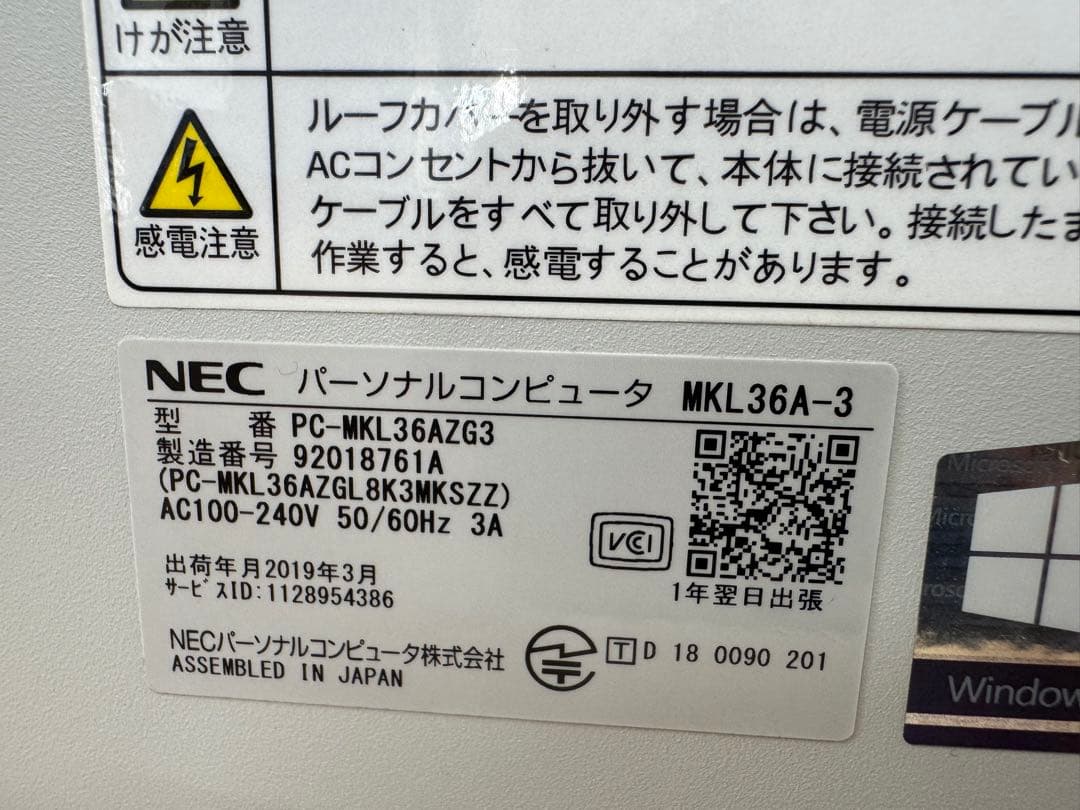 けが注意
感電注意
ルーフカバーを取り外す場合は、電源ケーブル
ACコンセントから抜いて、本体に接続されてい
ケーブルをすべて取り外して下さい。接続したま
作業すると、感電することがあります。
NEC パーソナルコンピュータ MKL36A-3
型 番 PC-MKL36AZG3
製造番号 92018761A
(PC-MKL36AZGL8K3MKSZZ)
AC100-240V 50/60Hz 3A
VCCI
出荷年月2019年3月
サービスID:1128954386
1年翌日出張
NECパーソナルコンピュータ株式会社
ASSEMBLED IN JAPAN
T D 18 0090 201
Microsof
Micro
roso
Window